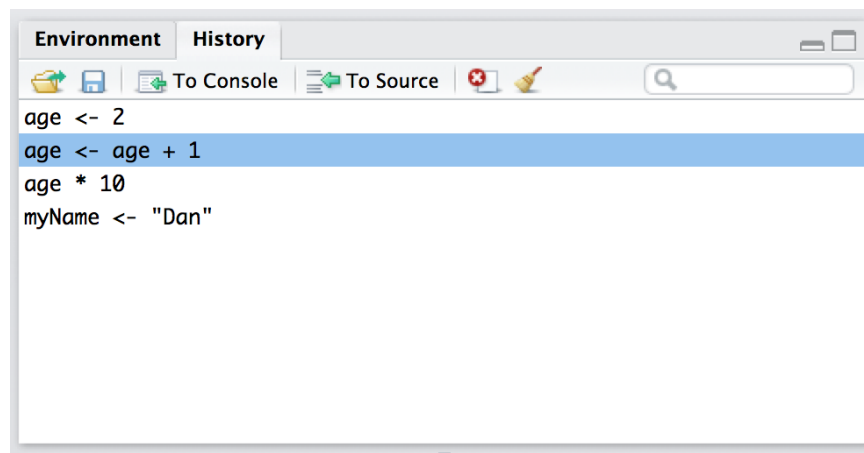 Environment History
To Console To Source
age <- 2
age <- age + 1
age * 10
myName <- "Dan"